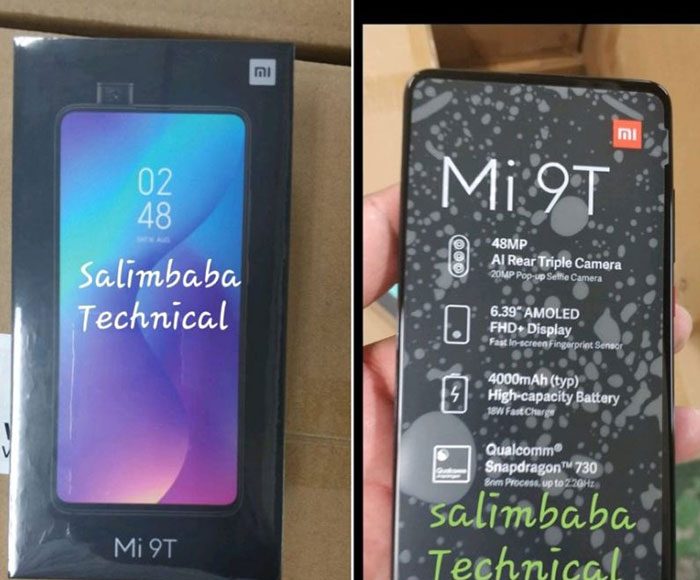 mi
02
48
Salimbaba
Technical
Mi 9T
mi
Mi 9T
48MP
AI Rear Triple Camera
20MP Pop-up Selfie Camera
6.39" AMOLED
FHD+ Display
Fast In-screen Fingerprint Sensor
4000mAh (typ)
High-capacity Battery
18W Fast Charge
Qualcomm®
Snapdragon™ 730
8nm Process, up to 2.2GHz
Qualcomm
snapdragon
salimbaba
Technical